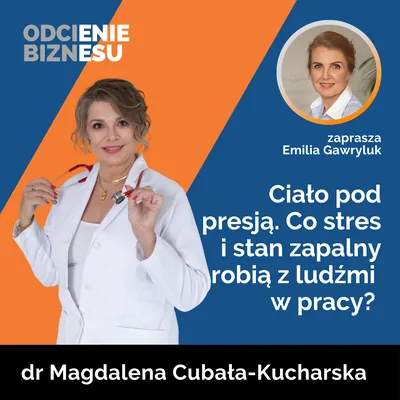 ODCIENIE
BIZNESU
zaprasza
Emilia Gawryluk
Ciało pod
presją. Co stres
i stan zapalny
robią z ludźmi
w pracy?
dr Magdalena Cubała-Kucharska